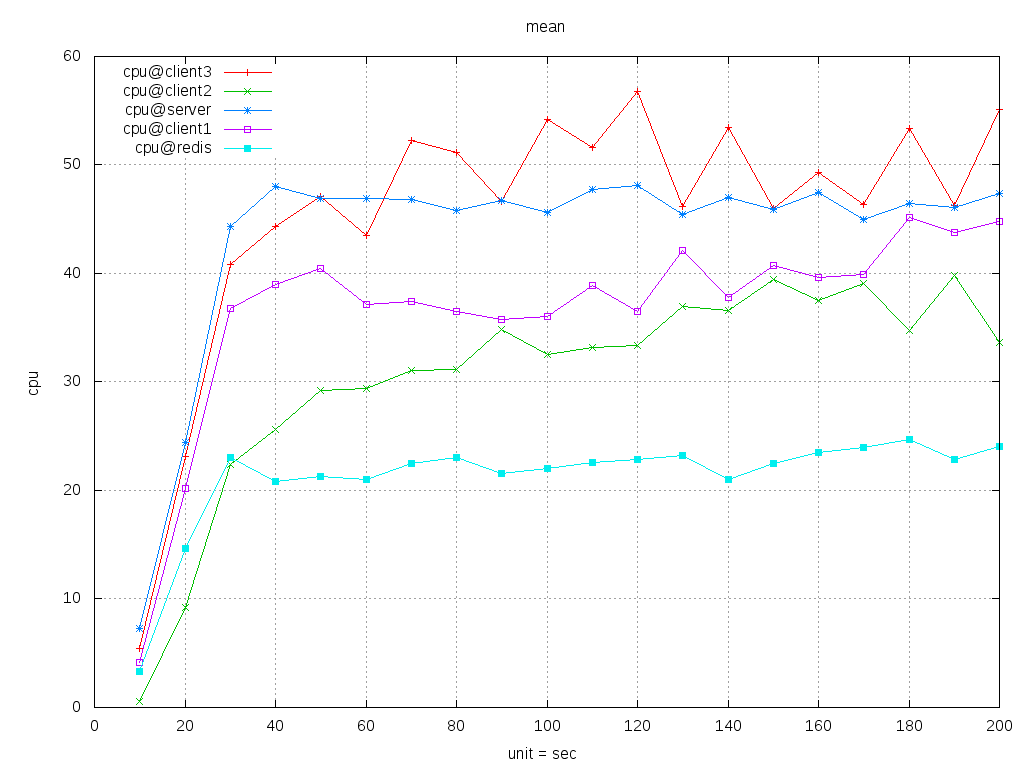 mean
cpu@client3
cpu@client2
cpu@server
cpu@client1
cpu@redis
60
50
40
30
20
10
0
cpu
0 20 40 60 80 100 120 140 160 180 200
unit = sec